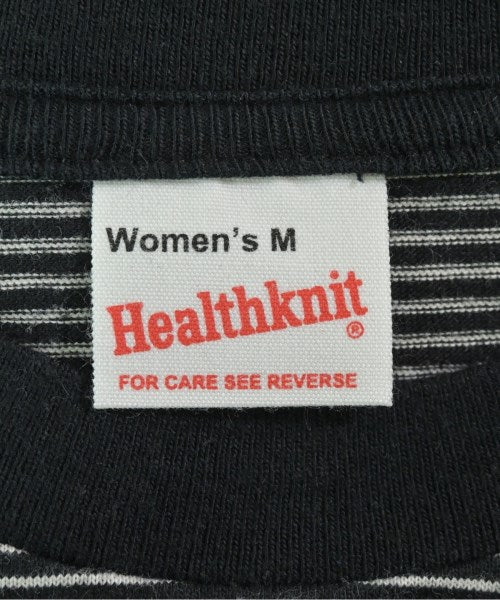 Women's M
Healthknit®
FOR CARE SEE REVERSE